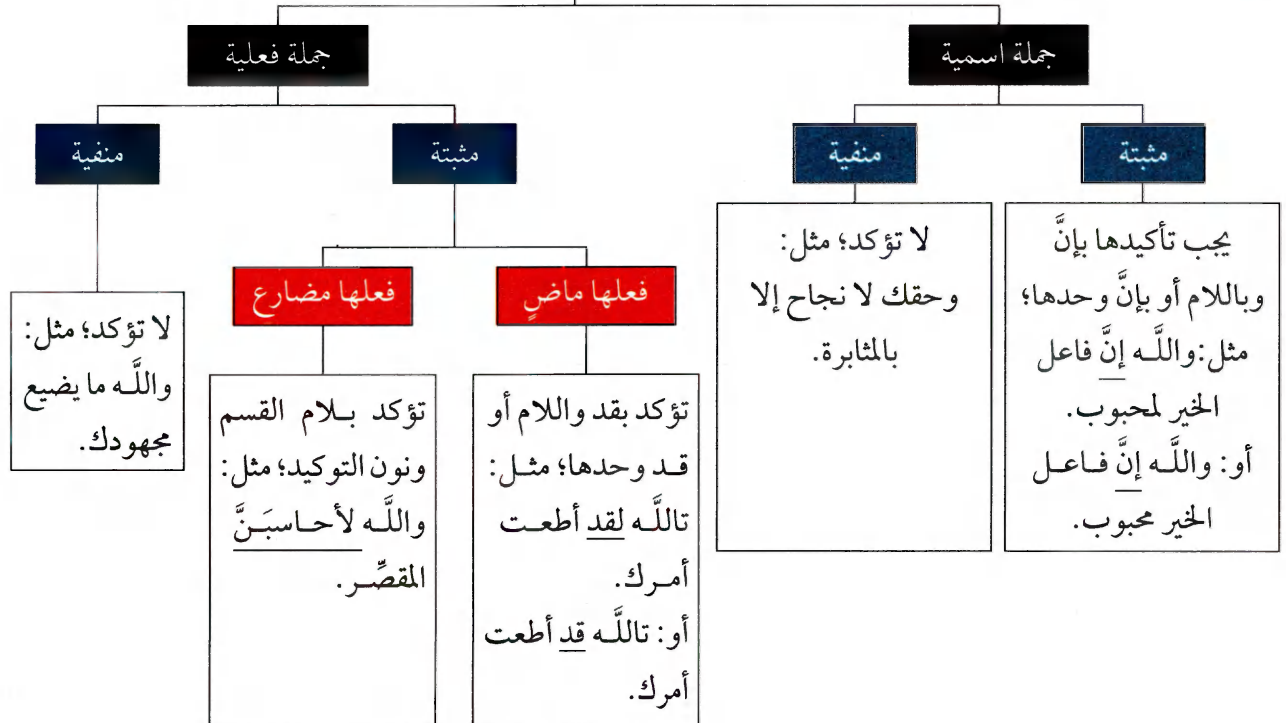 جملة اسمية
جملة فعلية
مثبتة
منفية
مثبتة
منفية
يجب تأكيدها بإنَّ
وباللام أو بإنَّ وحدها؛
مثل: واللَّه إنَّ فاعل
الخير لمحبوب.
أو: واللَّه إنَّ فاعل
الخير محبوب.
لا تؤكد؛ مثل:
وحقك لا نجاح إلا
بالمثابرة.
فعلها ماضٍ
فعلها مضارع
تؤكد بقد واللام أو
قد وحدها؛ مثل:
تاللَّه لقد أطعت
أمرك.
أو: تاللَّه قد أطعت
أمرك.
تؤكد بلام القسم
ونون التوكيد؛ مثل:
واللَّه لأحاسبَنَّ
المقصِّر.
لا تؤكد؛ مثل:
واللَّه ما يضيع
مجهودك.